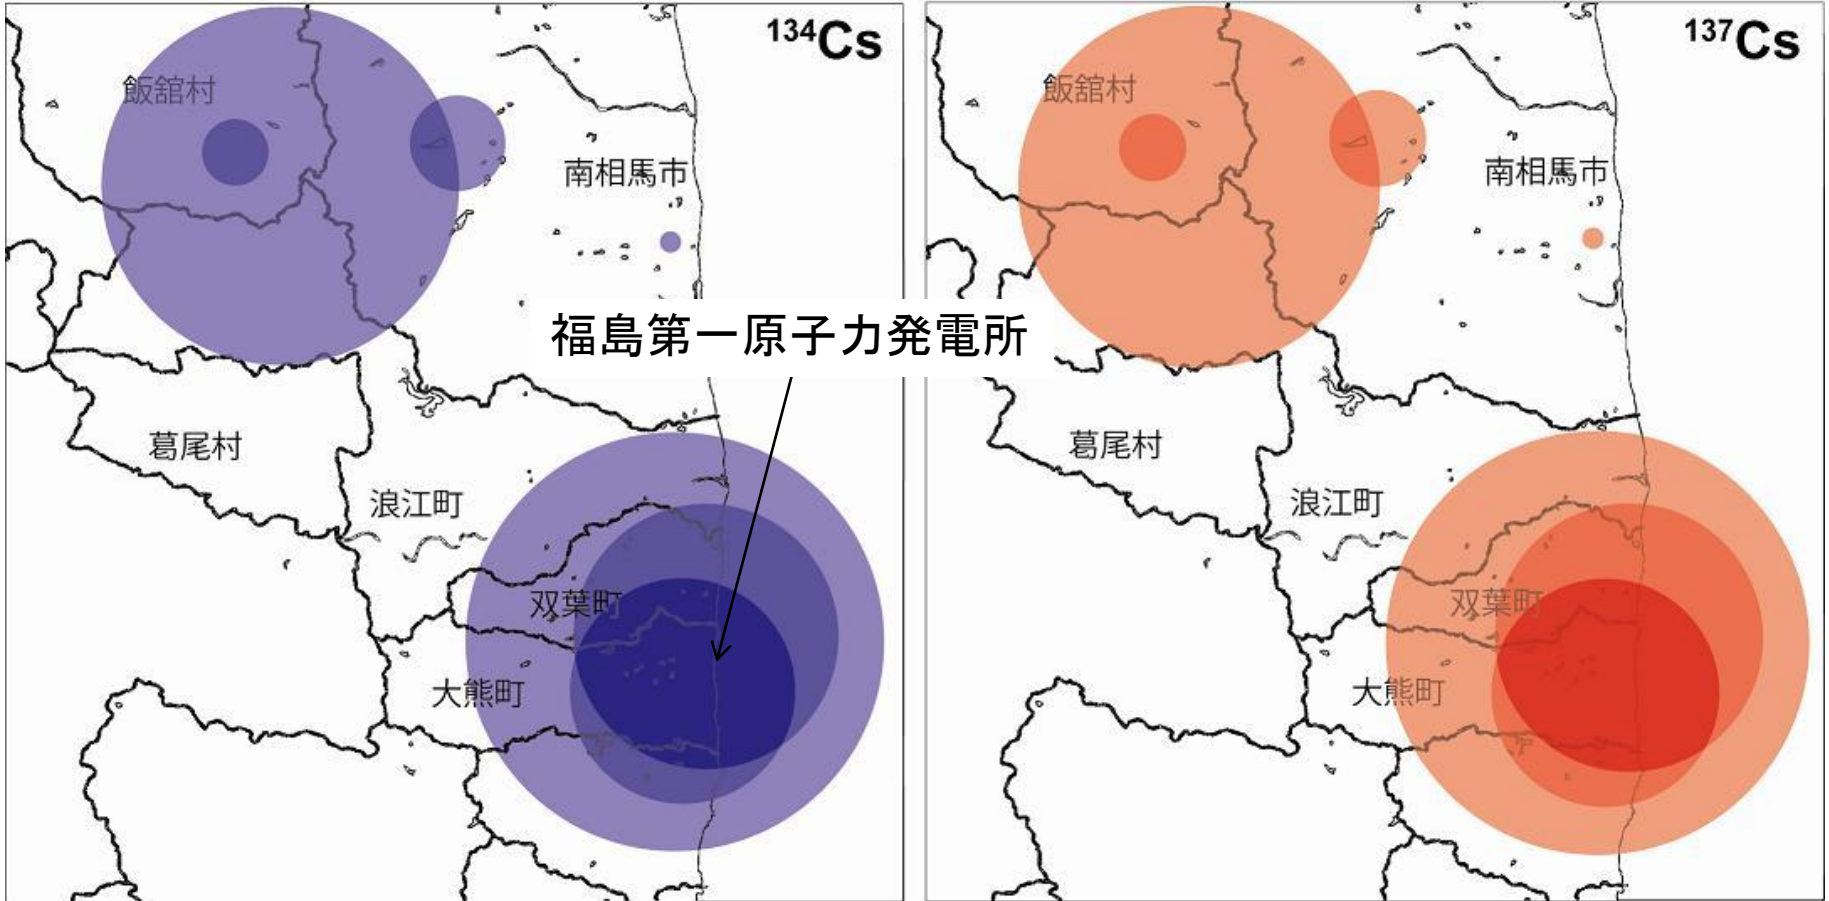 ¹³⁴Cs
飯舘村
南相馬市
福島第一原子力発電所
葛尾村
浪江町
双葉町
大熊町
¹³⁷Cs
飯舘村
南相馬市
葛尾村
浪江町
双葉町
大熊町